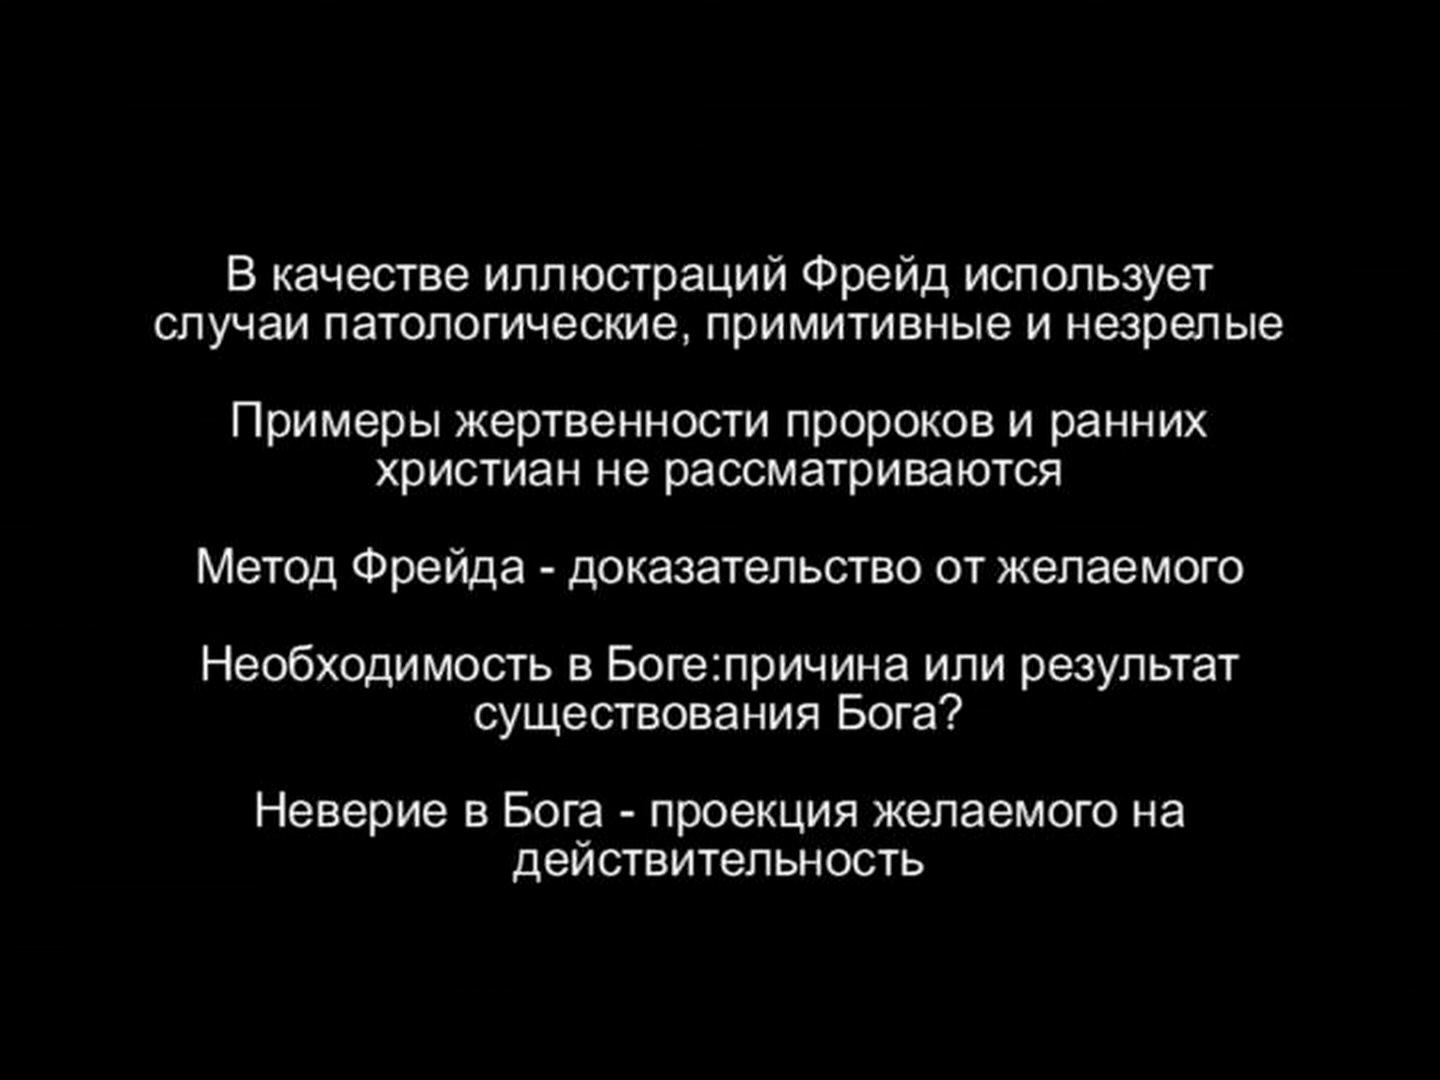 В качестве иллюстраций Фрейд использует
случаи патологические, примитивные и незрелые
Примеры жертвенности пророков и ранних
христиан не рассматриваются
Метод Фрейда - доказательство от желаемого
Необходимость в Боге:причина или результат
существования Бога?
Неверие в Бога - проекция желаемого на
действительность